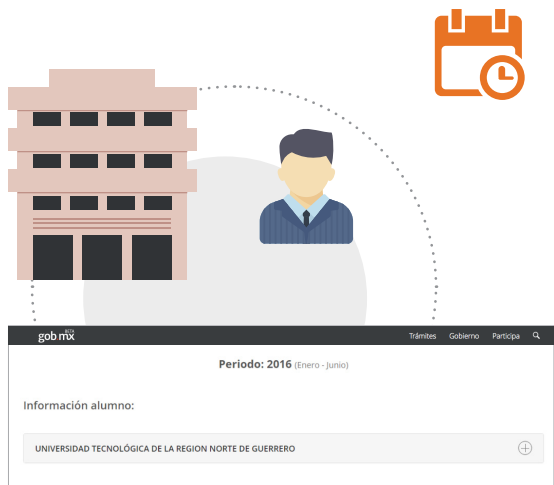 gob mx BETA
Trámites Gobierno Participa
Periodo: 2016 (Enero - Junio)
Información alumno:
UNIVERSIDAD TECNOLÓGICA DE LA REGION NORTE DE GUERRERO